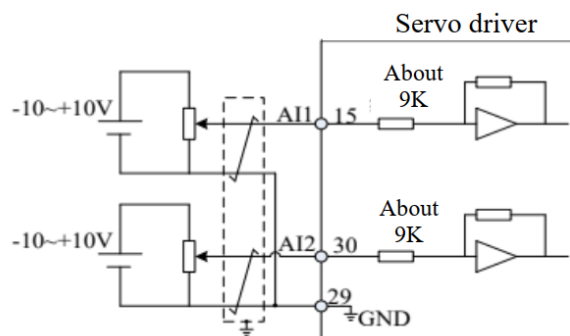 Servo driver
About
9K
-10~+10V
AI1
15
About
9K
-10~+10V
AI2
30
29
GND